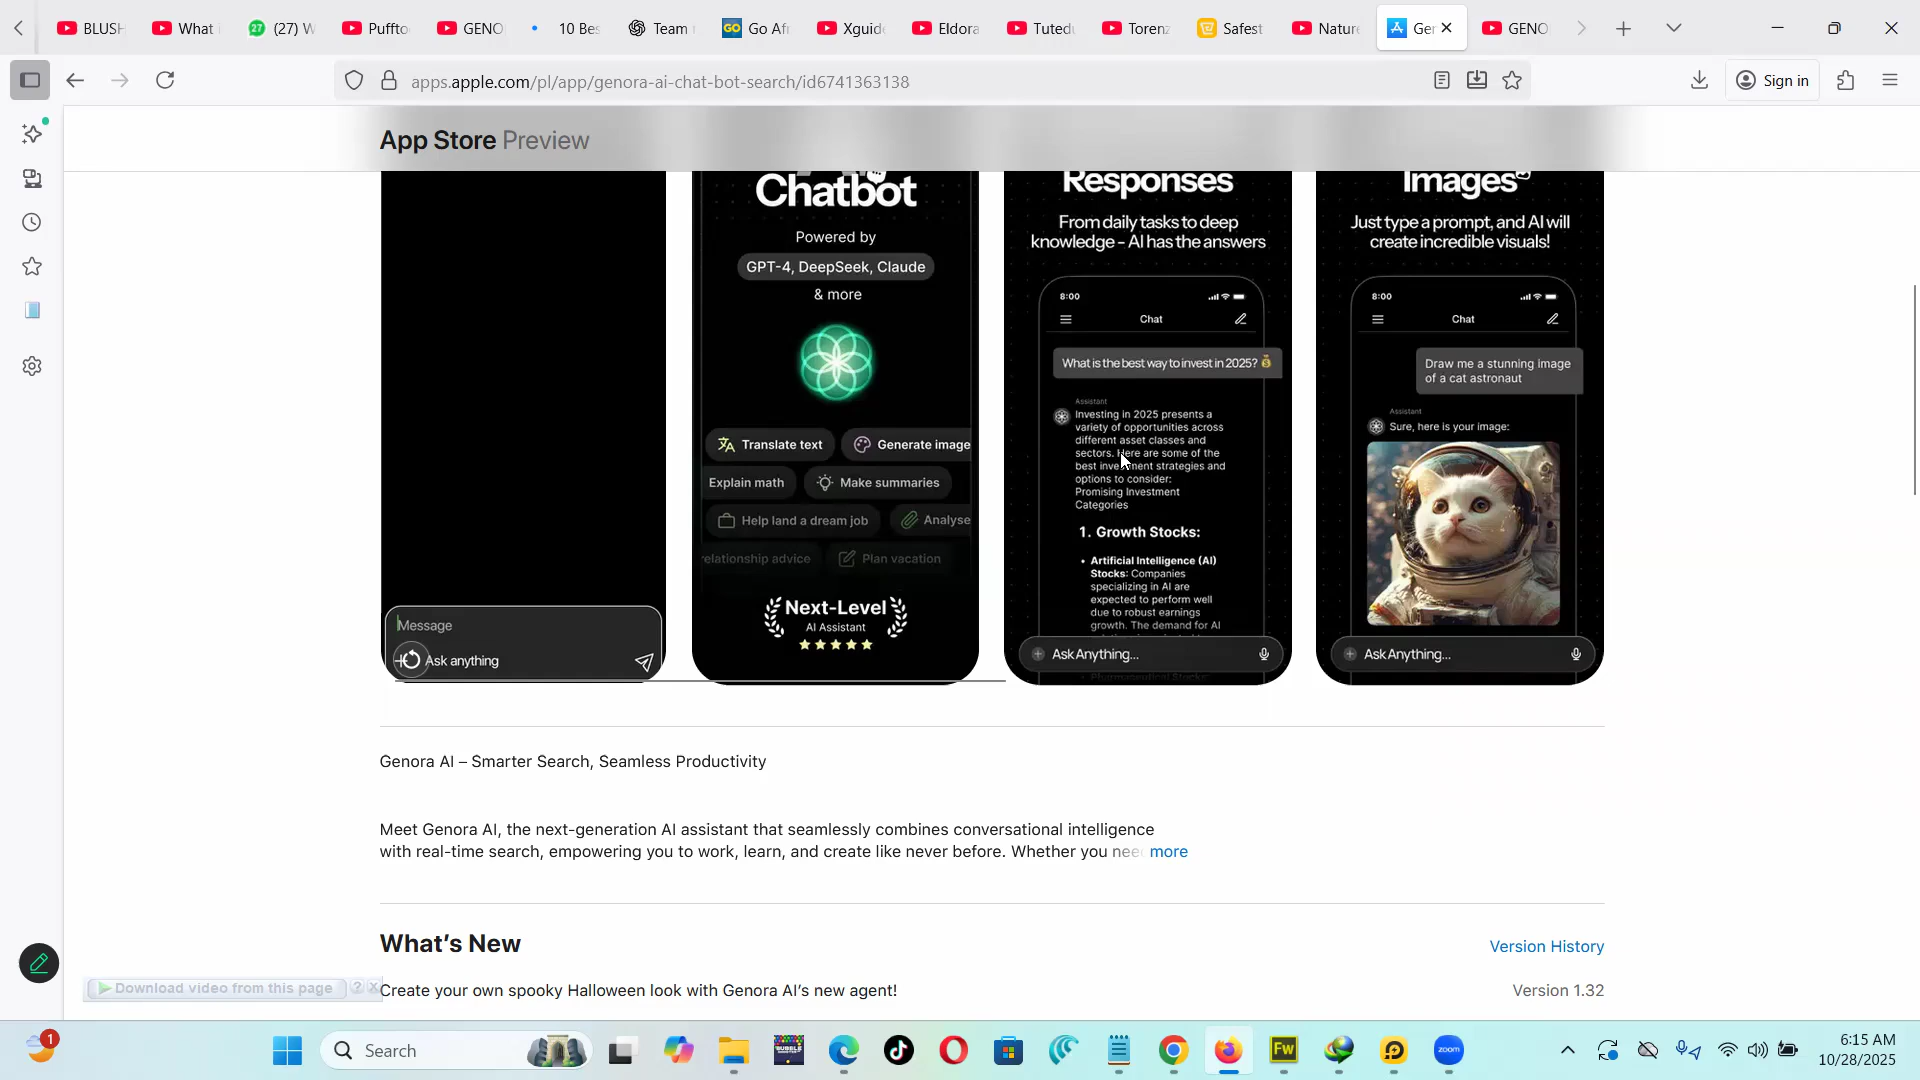 BLUSH
What i
(27) W
Puffto
GENO
10 Bes
Team
Go Afr
Xguid
Eldora
Tuted
Torenz
Safest
Nature
Gen
GENO
apps.apple.com/pl/app/genora-ai-chat-bot-search/id6741363138
Sign in
App Store Preview
Message
Ask anything
Chatbot
Powered by
GPT-4, DeepSeek, Claude
& more
Translate text
Generate image
Explain math
Make summaries
Help land a dream job
Analyse
relationship advice
Plan vacation
Next-Level
AI Assistant
Responses
From daily tasks to deep
knowledge - AI has the answers
8:00
Chat
What is the best way to invest in 2025?
Assistant
Investing in 2025 presents a
variety of opportunities across
different asset classes and
sectors. Here are some of the
best investment strategies and
options to consider:
Promising Investment
Categories
1. Growth Stocks:
• Artificial Intelligence (AI)
Stocks: Companies
specializing in AI are
expected to perform well
due to robust earnings
growth. The demand for AI
Ask Anything...
Pharmaceutical Stocks:
Images
Just type a prompt, and AI will
create incredible visuals!
8:00
Chat
Draw me a stunning image
of a cat astronaut
Assistant
Sure, here is your image:
Ask Anything...
Genora AI – Smarter Search, Seamless Productivity
Meet Genora AI, the next-generation AI assistant that seamlessly combines conversational intelligence
with real-time search, empowering you to work, learn, and create like never before. Whether you nee more
What's New
Version History
Download video from this page ? X
Create your own spooky Halloween look with Genora AI's new agent!
Version 1.32
1
Search
BUBBLE
Fw
zoom
6:15 AM
10/28/2025